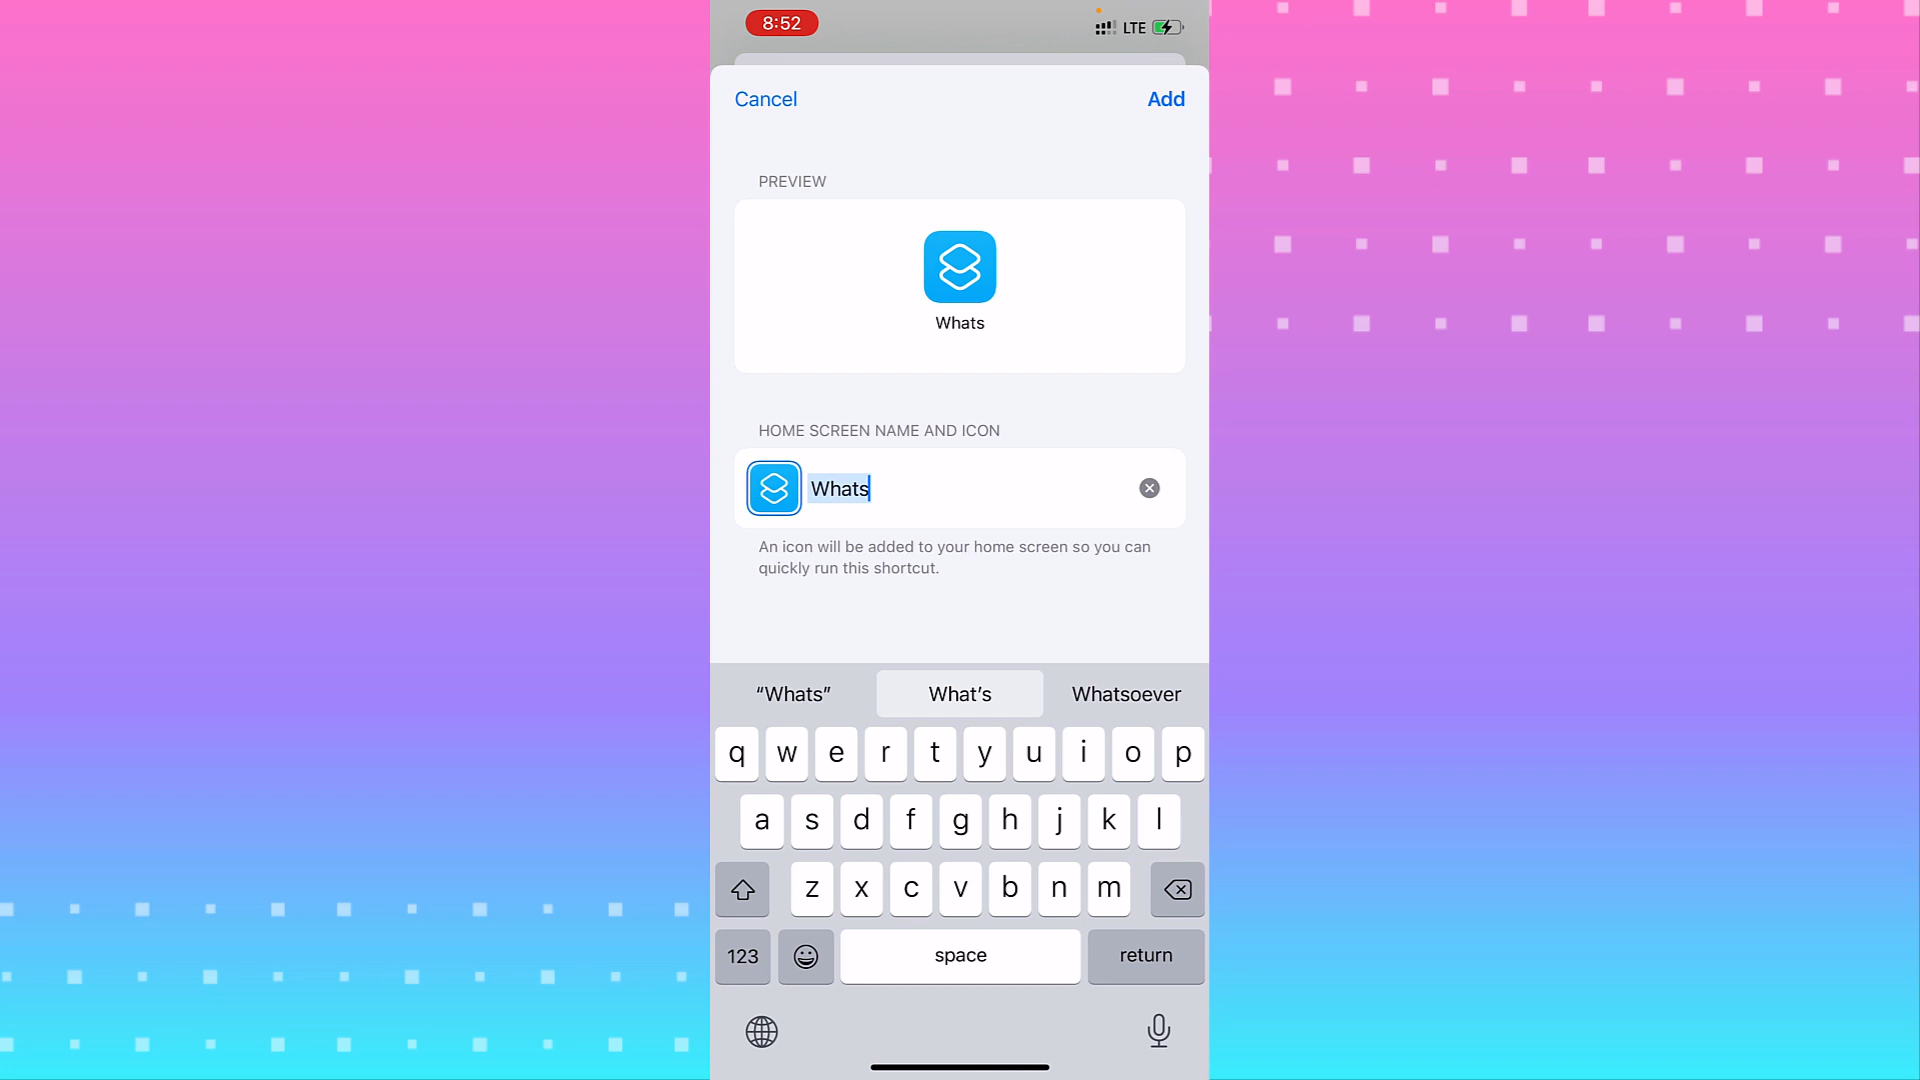 8:52
LTE
Cancel
Add
PREVIEW
Whats
HOME SCREEN NAME AND ICON
Whats
An icon will be added to your home screen so you can
quickly run this shortcut.
“Whats” What’s Whatsoever
q w e r t y u i o p
a s d f g h j k l
z x c v b n m
123 space return